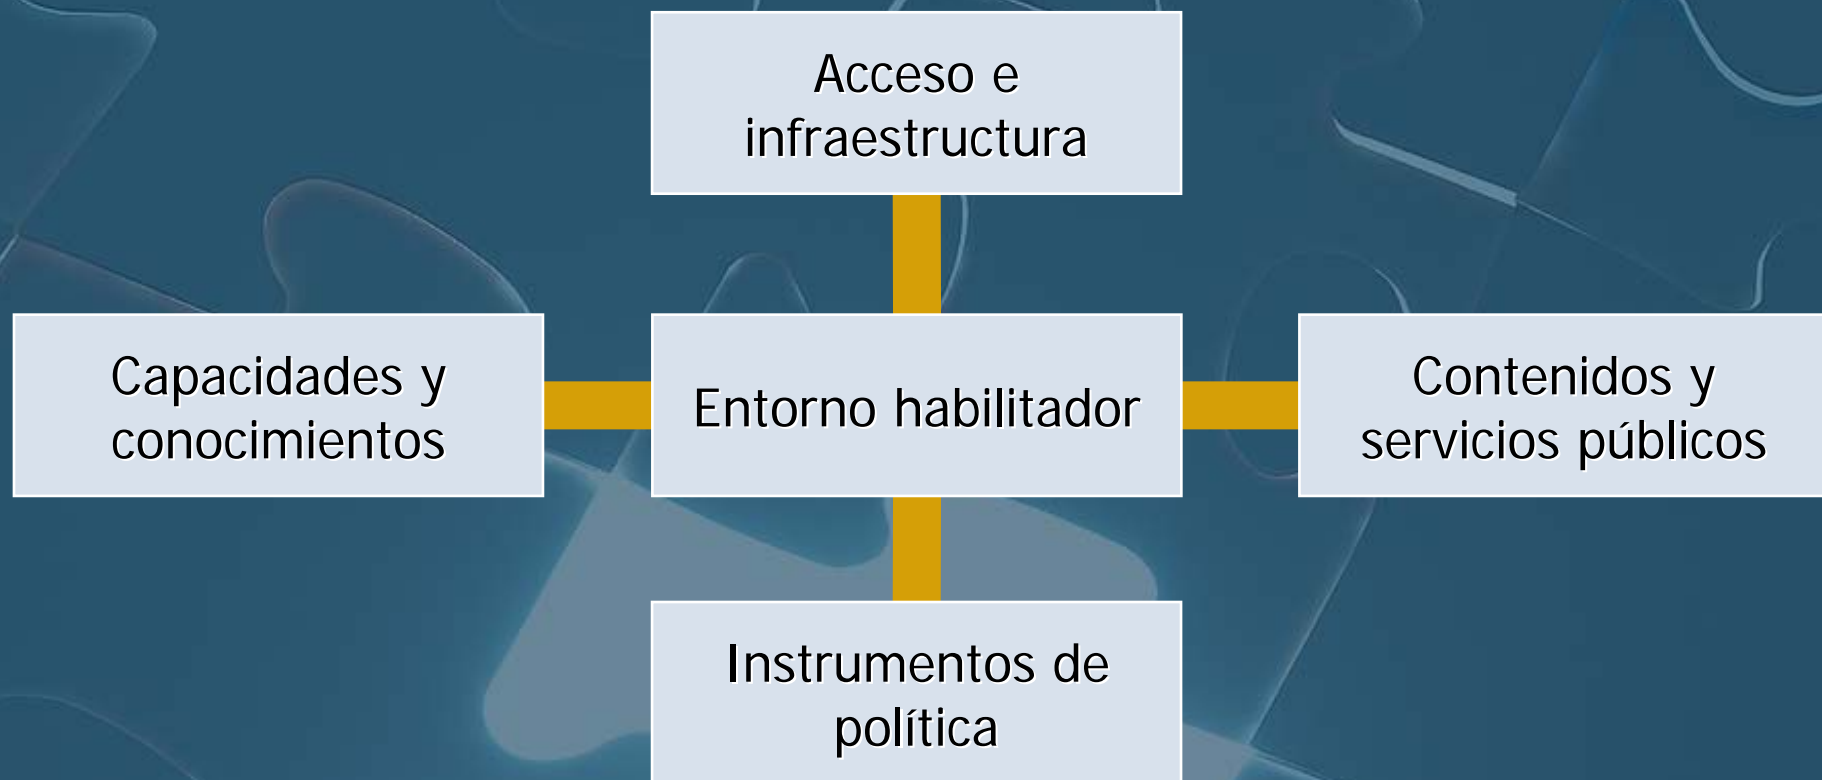 Acceso e
infraestructura
Capacidades y
conocimientos
Entorno habilitador
Contenidos y
servicios públicos
Instrumentos de
política